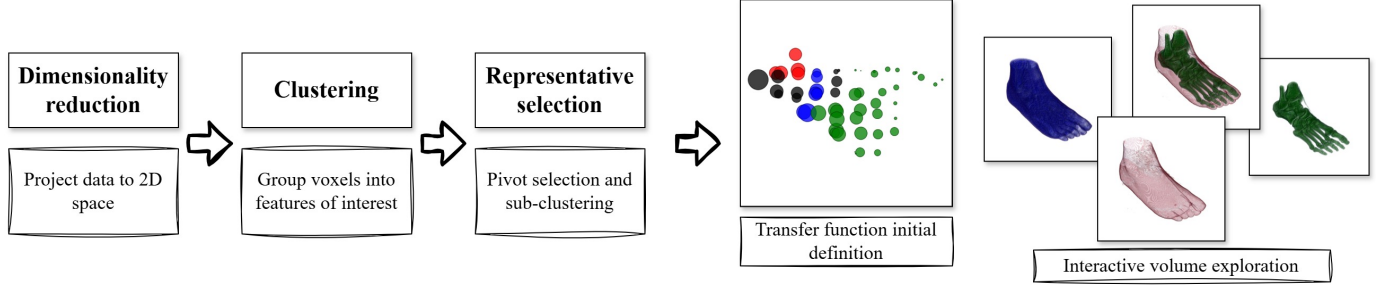 Dimensionality
reduction
Project data to 2D
space
Clustering
Group voxels into
features of interest
Representative
selection
Pivot selection and
sub-clustering
Transfer function initial
definition
Interactive volume exploration